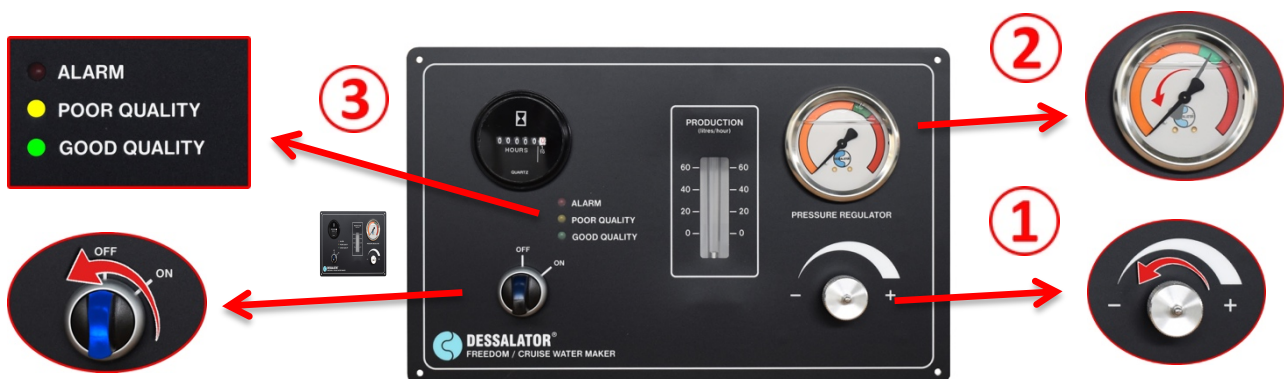 ALARM
POOR QUALITY
GOOD QUALITY
OFF
ON
3
HOURS
QUARTZ
ALARM
POOR QUALITY
GOOD QUALITY
OFF
ON
DESSALATOR®
FREEDOM / CRUISE WATER MAKER
PRODUCTION
(litres/hour)
60 60
40 40
20 20
0 0
PRESSURE REGULATOR
- +
2
1
- +